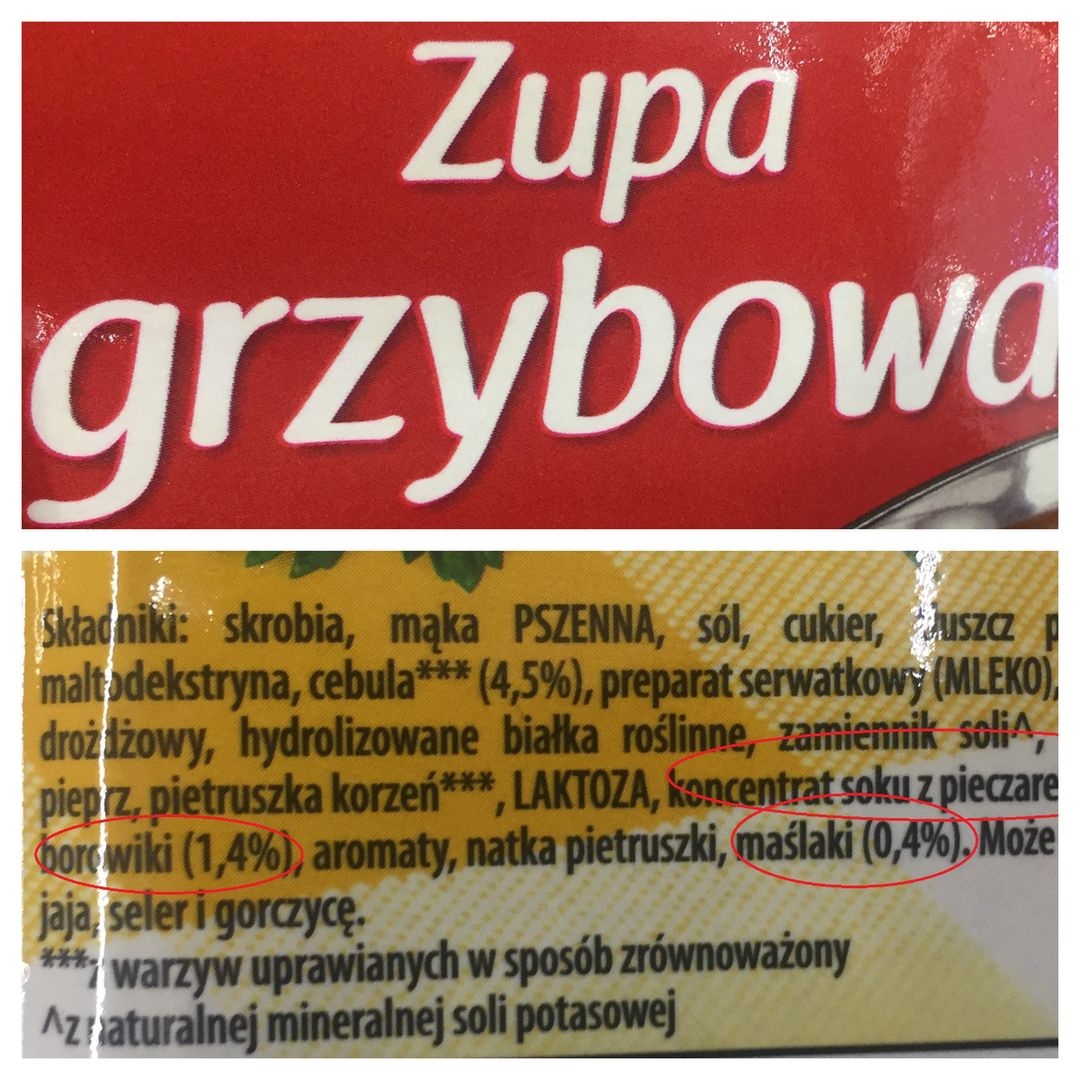 Zupa
grzybowa
Składniki: skrobia, mąka PSZENNA, sól, cukier,
maltodekstryna, cebula*** (4,5%), preparat serwatkowy (MLEKO),
drożdżowy, hydrolizowane białka roślinne, zamiennik soli^,
pieprz, pietruszka korzeń***, LAKTOZA, koncentrat soku z pieczare
borowiki (1,4%), aromaty, natka pietruszki, maślaki (0,4%). Może
jaja, seler i gorczycę.
***z warzyw uprawianych w sposób zrównoważony
^z naturalnej mineralnej soli potasowej